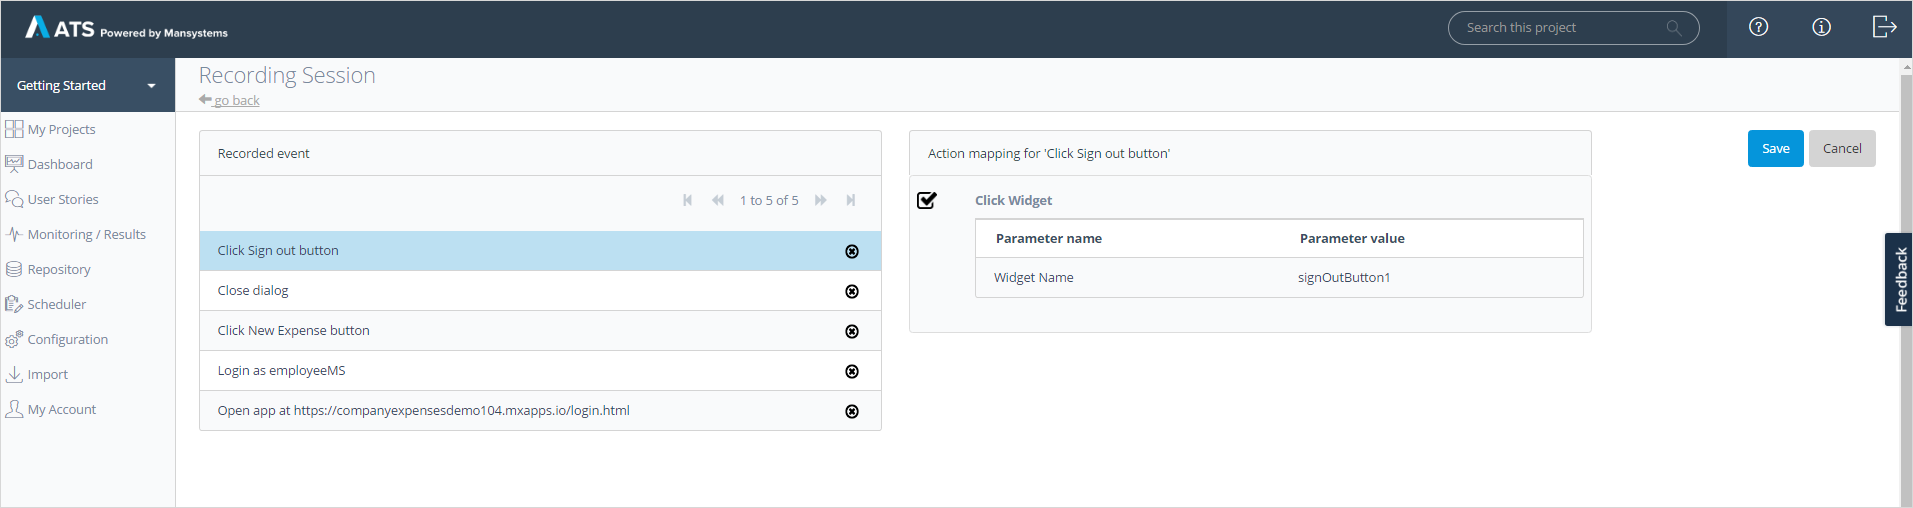 ATS Powered by Mansystems
Search this project
Getting Started
Recording Session
go back
My Projects
Dashboard
User Stories
Monitoring / Results
Repository
Scheduler
Configuration
Import
My Account
Recorded event
1 to 5 of 5
Click Sign out button
Close dialog
Click New Expense button
Login as employeeMS
Open app at https://companyexpensesdemo104.mxapps.io/login.html
Action mapping for 'Click Sign out button'
Click Widget
Parameter name Parameter value
Widget Name signOutButton1
Save Cancel
Feedback